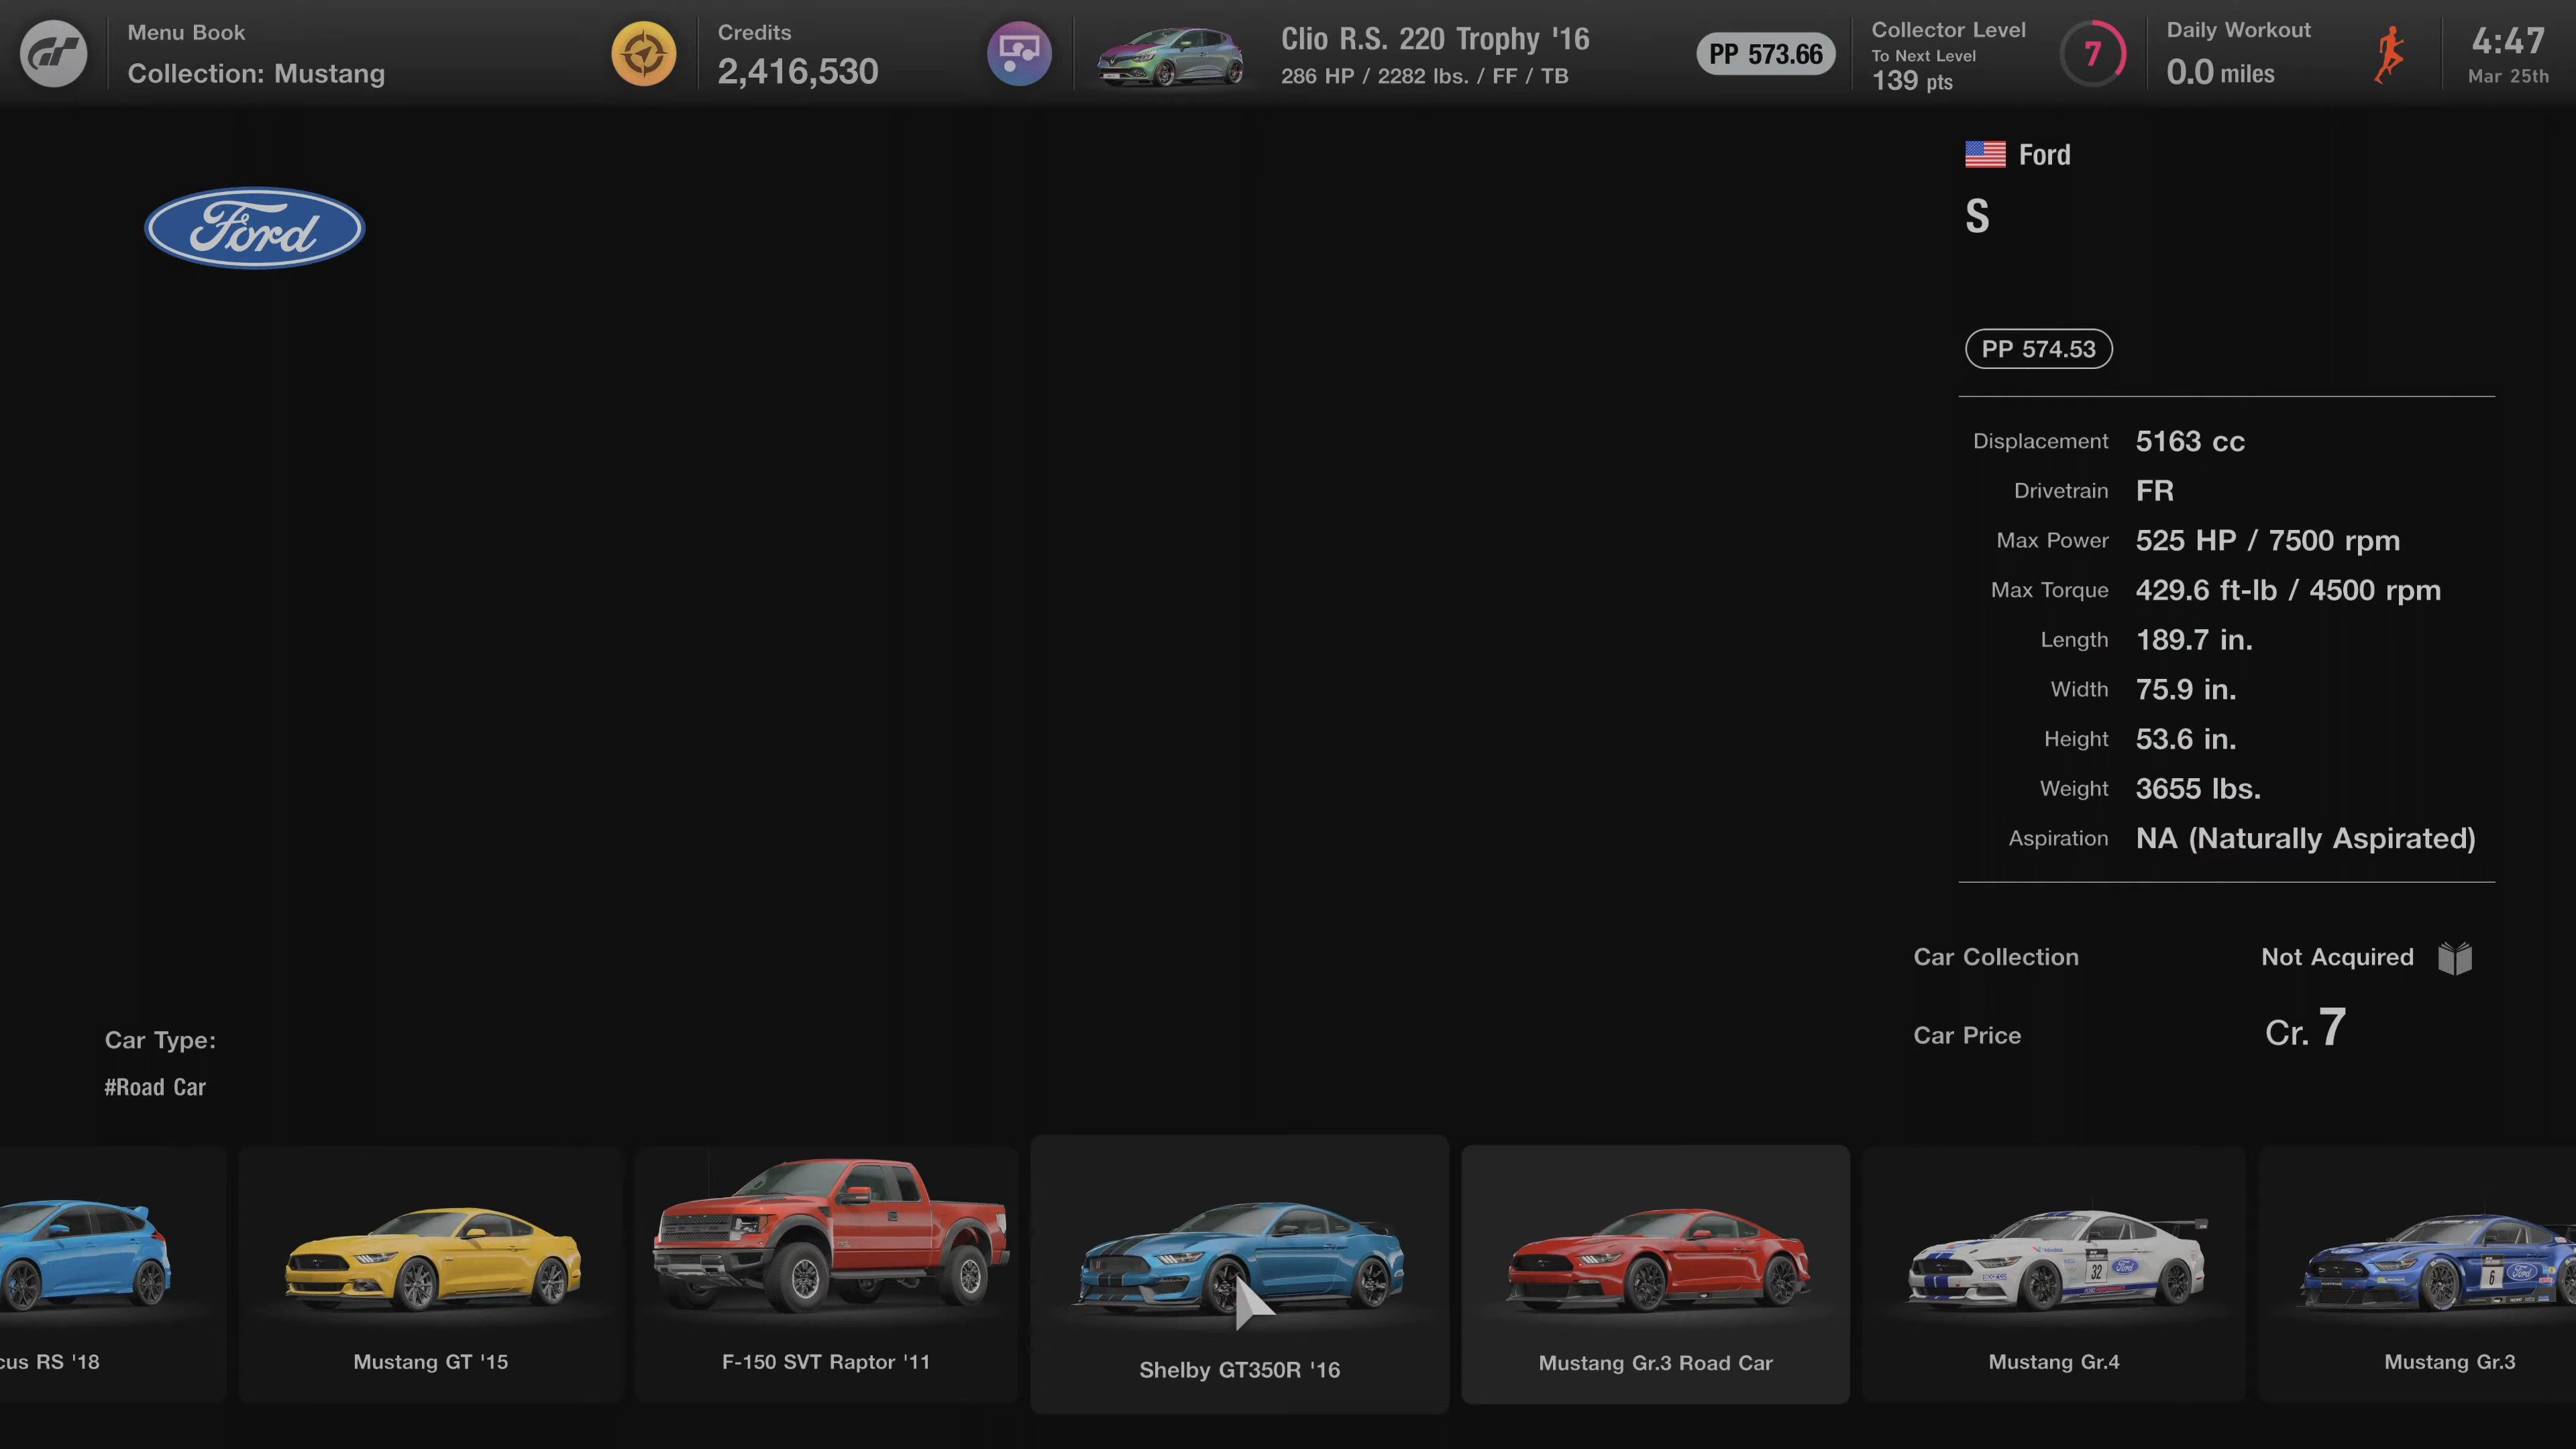 Menu Book
Collection: Mustang
Credits
2,416,530
Clio R.S. 220 Trophy '16
286 HP / 2282 lbs. / FF / TB
PP 573.66
Collector Level
To Next Level
139 pts
7
Daily Workout
0.0 miles
4:47
Mar 25th
Ford
Ford
S
PP 574.53
Displacement 5163 cc
Drivetrain FR
Max Power 525 HP / 7500 rpm
Max Torque 429.6 ft-lb / 4500 rpm
Length 189.7 in.
Width 75.9 in.
Height 53.6 in.
Weight 3655 lbs.
Aspiration NA (Naturally Aspirated)
Car Collection Not Acquired
Car Price Cr. 7
Car Type:
#Road Car
32
Ford
6
Ford
cus RS '18
Mustang GT '15
F-150 SVT Raptor '11
Shelby GT350R '16
Mustang Gr.3 Road Car
Mustang Gr.4
Mustang Gr.3